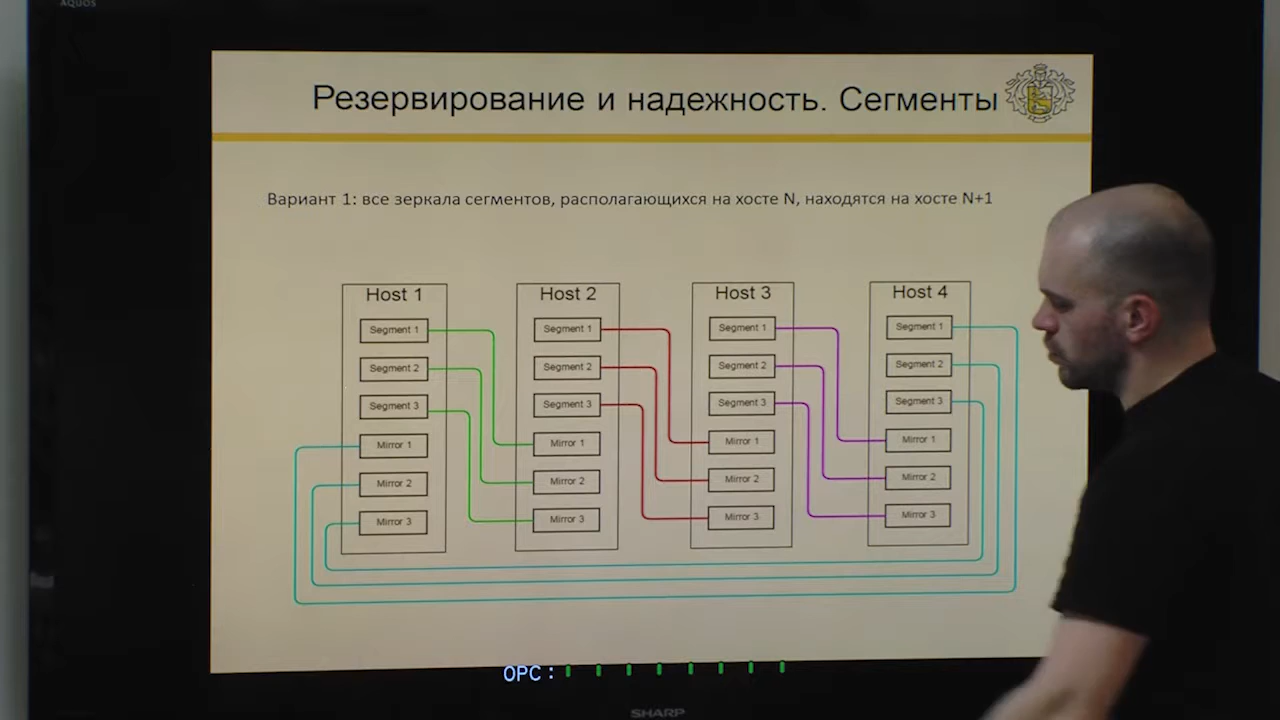 AQUOS
Резервирование и надежность. Сегменты
Вариант 1: все зеркала сегментов, располагающихся на хосте N, находятся на хосте N+1
Host 1
Segment 1
Segment 2
Segment 3
Mirror 1
Mirror 2
Mirror 3
Host 2
Segment 1
Segment 2
Segment 3
Mirror 1
Mirror 2
Mirror 3
Host 3
Segment 1
Segment 2
Segment 3
Mirror 1
Mirror 2
Mirror 3
Host 4
Segment 1
Segment 2
Segment 3
Mirror 1
Mirror 2
Mirror 3
OPC:
SHARP